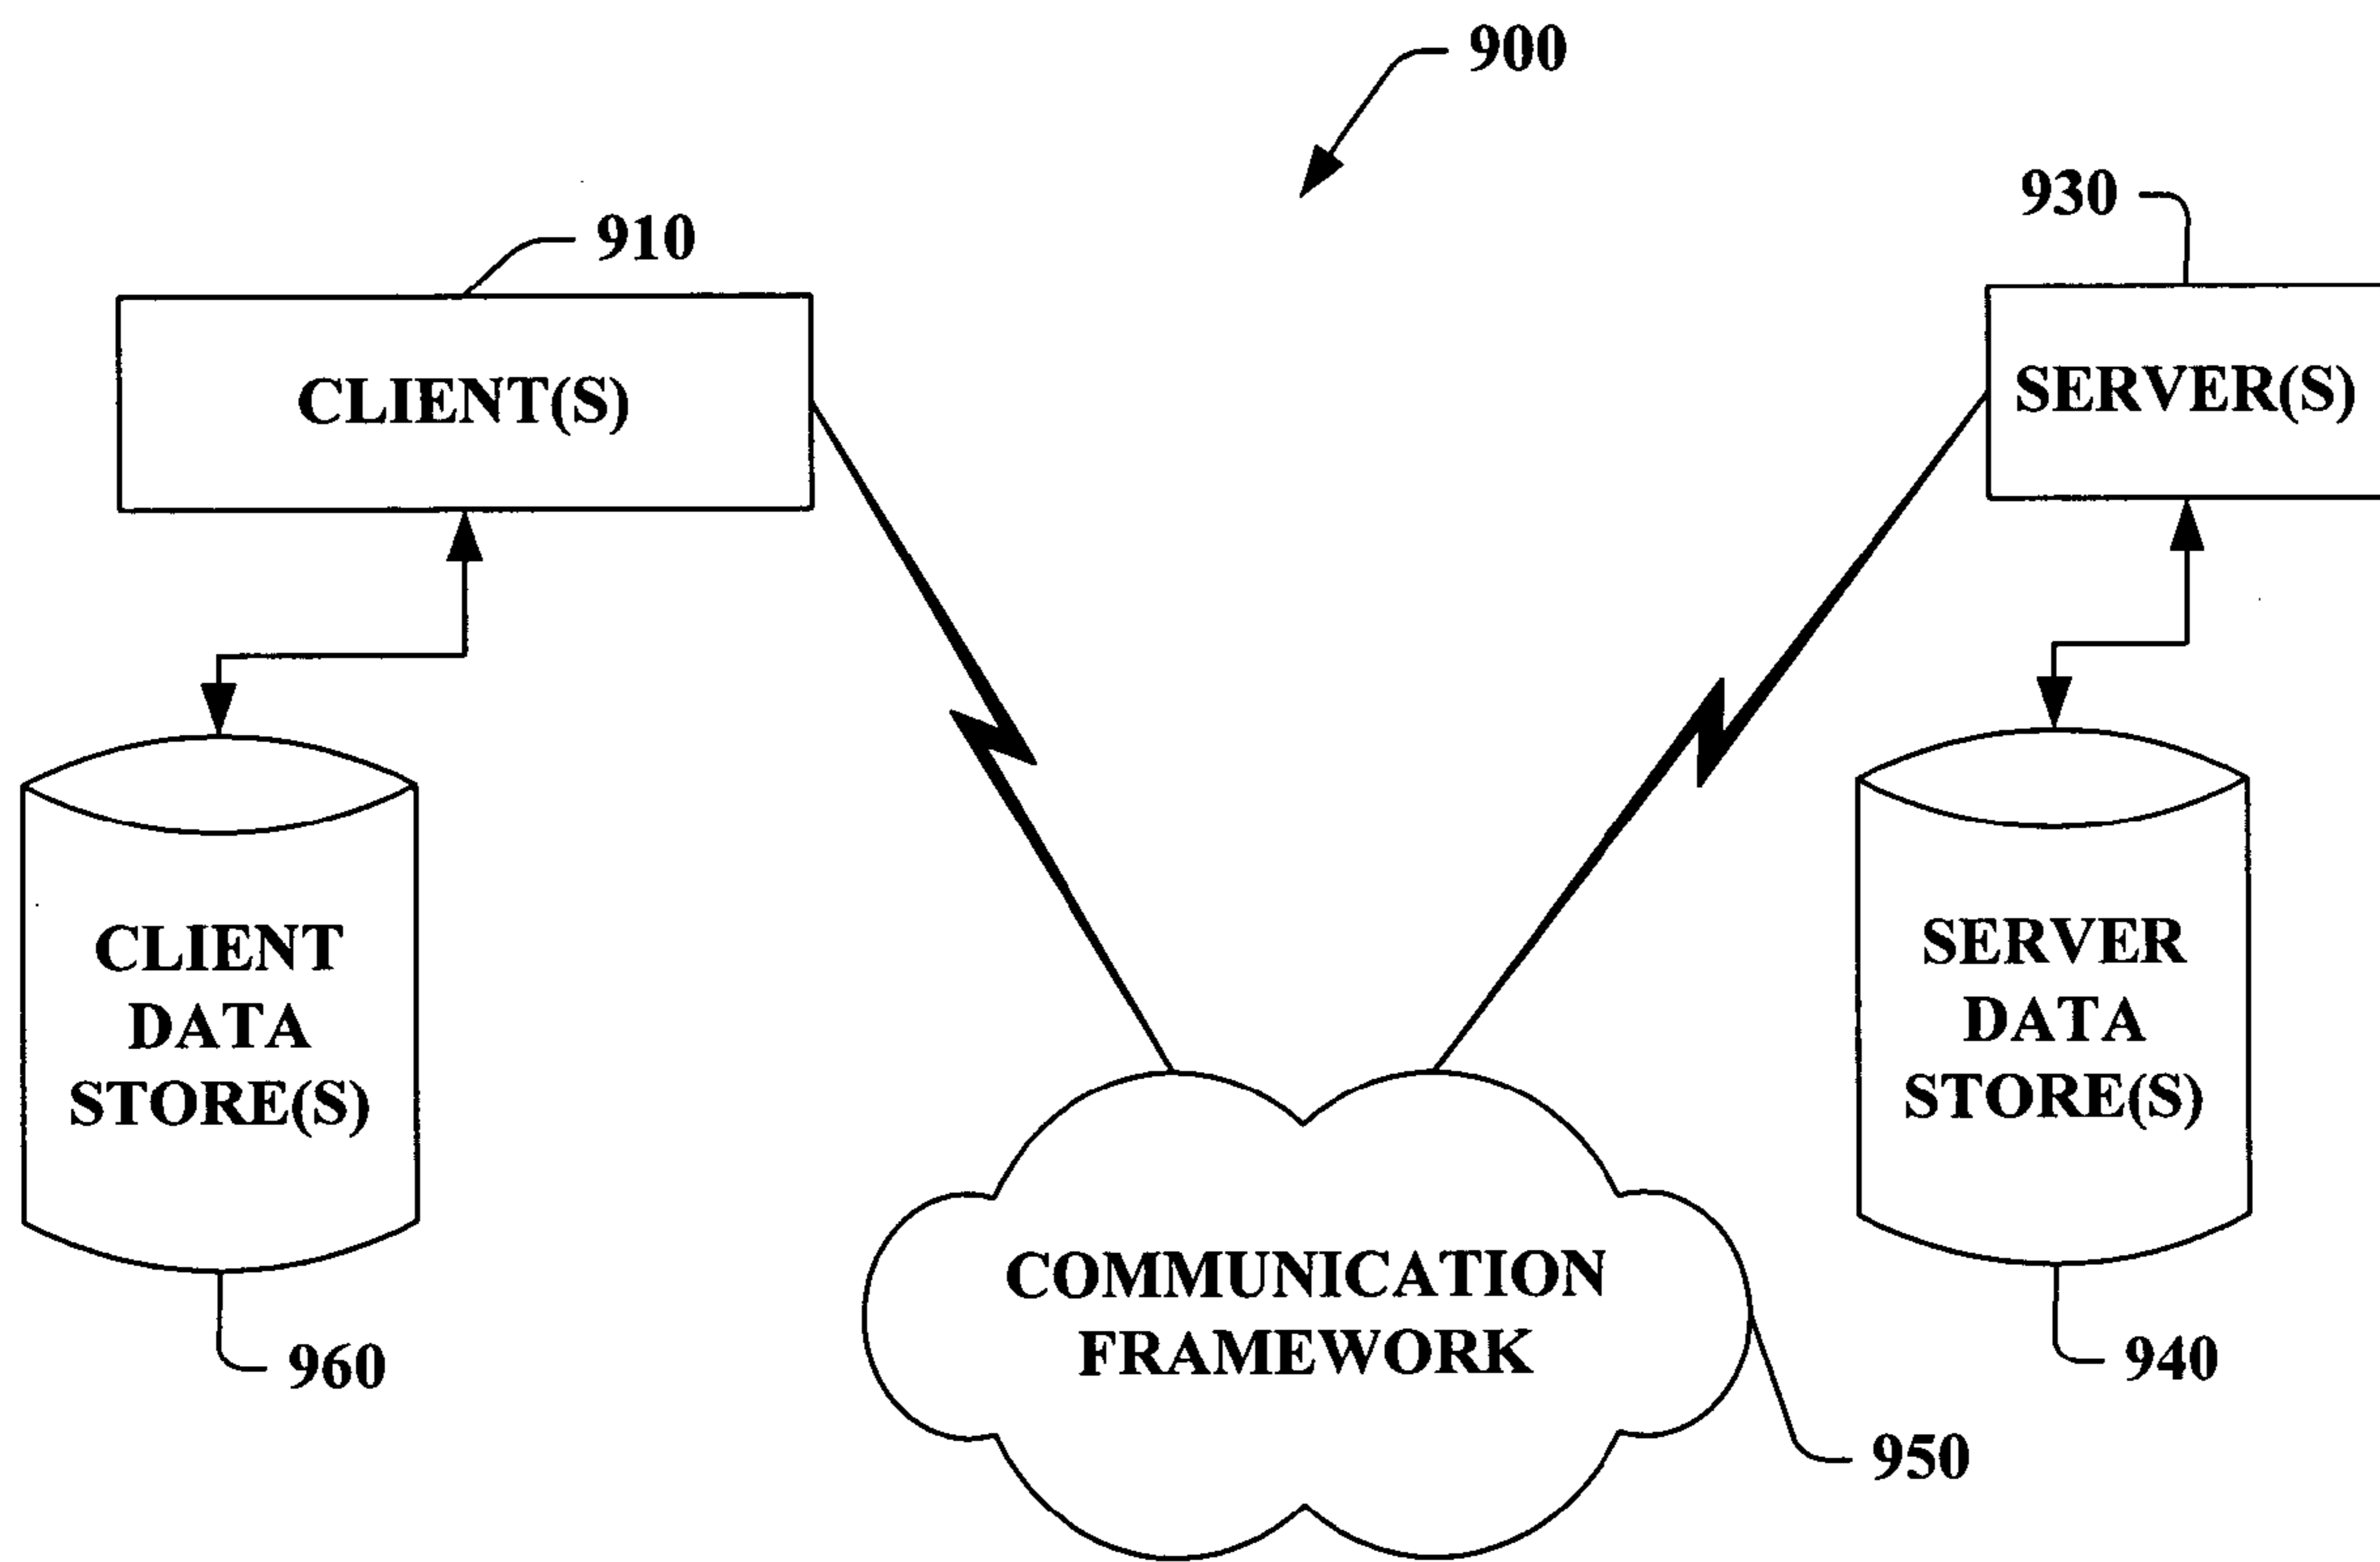 900
910
930
CLIENT(S)
SERVER(S)
CLIENT
DATA
STORE(S)
SERVER
DATA
STORE(S)
COMMUNICATION
FRAMEWORK
960
940
950